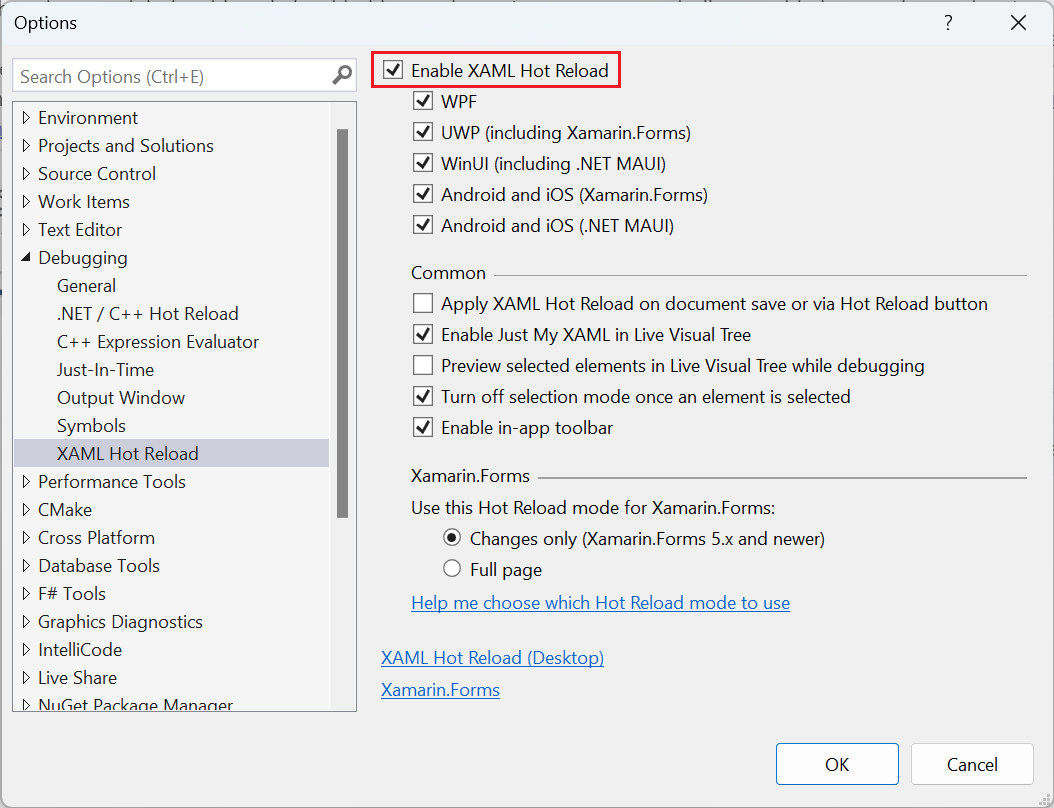 Options
?
Search Options (Ctrl+E)
Environment
Projects and Solutions
Source Control
Work Items
Text Editor
Debugging
General
.NET / C++ Hot Reload
C++ Expression Evaluator
Just-In-Time
Output Window
Symbols
XAML Hot Reload
Performance Tools
CMake
Cross Platform
Database Tools
F# Tools
Graphics Diagnostics
IntelliCode
Live Share
NuGet Package Manager
Enable XAML Hot Reload
WPF
UWP (including Xamarin.Forms)
WinUI (including .NET MAUI)
Android and iOS (Xamarin.Forms)
Android and iOS (.NET MAUI)
Common
Apply XAML Hot Reload on document save or via Hot Reload button
Enable Just My XAML in Live Visual Tree
Preview selected elements in Live Visual Tree while debugging
Turn off selection mode once an element is selected
Enable in-app toolbar
Xamarin.Forms
Use this Hot Reload mode for Xamarin.Forms:
Changes only (Xamarin.Forms 5.x and newer)
Full page
Help me choose which Hot Reload mode to use
XAML Hot Reload (Desktop)
Xamarin.Forms
OK
Cancel